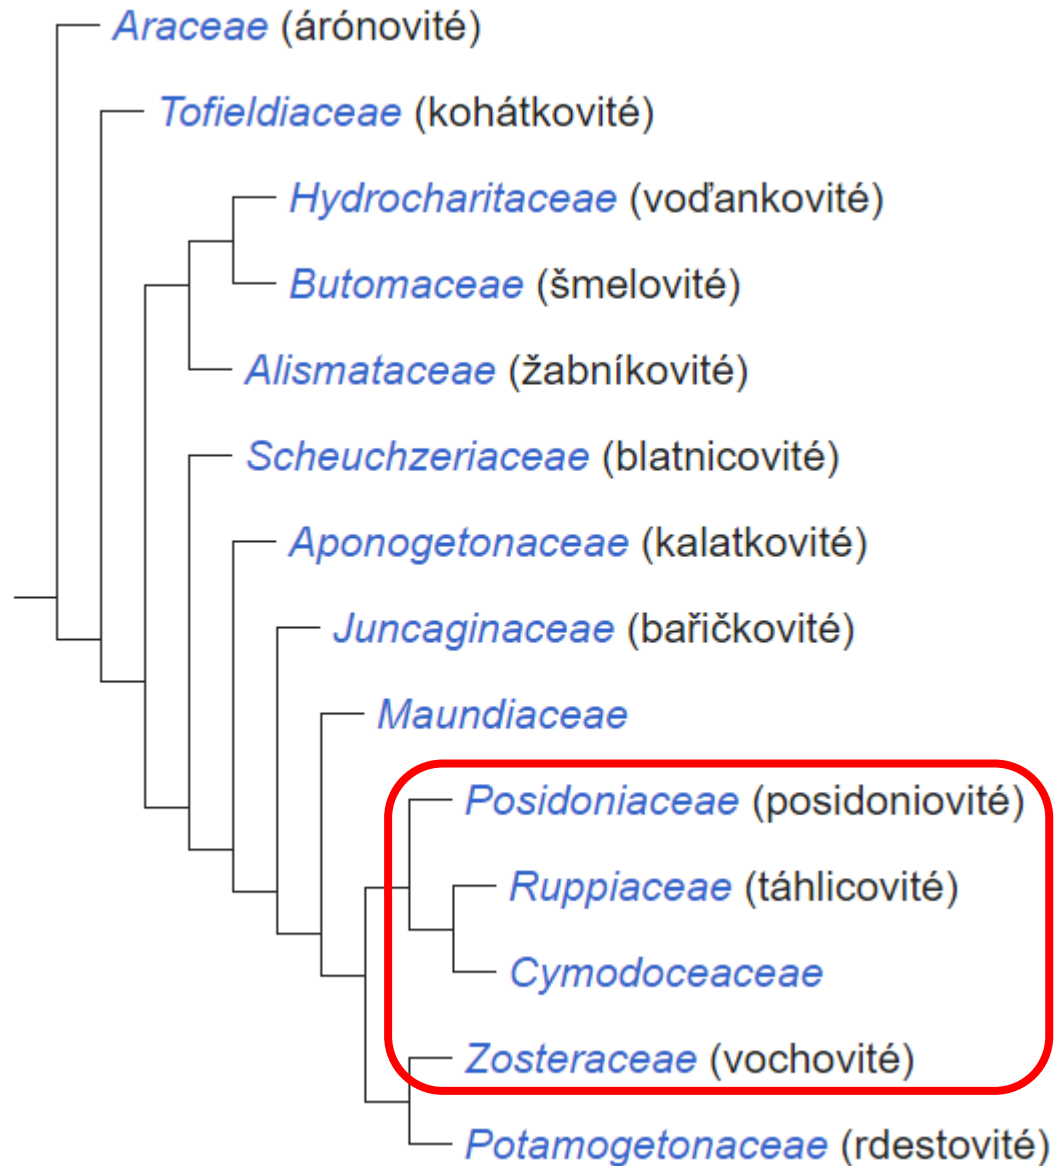 Araceae (árónovité)
Tofieldiaceae (kohátkovité)
Hydrocharitaceae (voďankovité)
Butomaceae (šmelovité)
Alismataceae (žabníkovité)
Scheuchzeriaceae (blatnicovité)
Aponogetonaceae (kalatkovité)
Juncaginaceae (bařičkovité)
Maundiaceae
Posidoniaceae (posidoniovité)
Ruppiaceae (táhlicovité)
Cymodoceaceae
Zosteraceae (vochovité)
Potamogetonaceae (rdestovité)